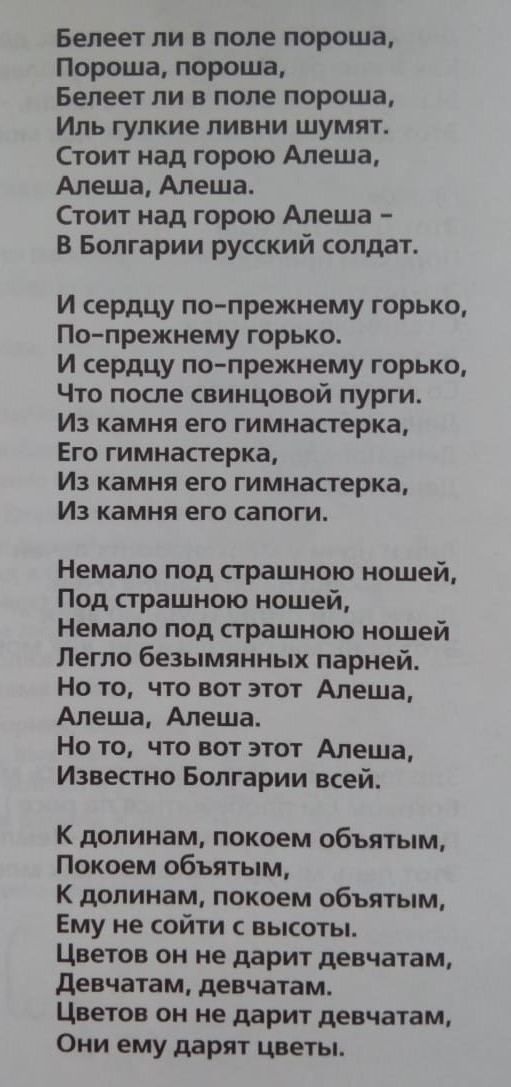 Белеет ли в поле пороша,
Пороша, пороша,
Белеет ли в поле пороша,
Иль гулкие ливни шумят.
Стоит над горою Алеша,
Алеша, Алеша.
Стоит над горою Алеша –
В Болгарии русский солдат.

И сердцу по-прежнему горько,
По-прежнему горько.
И сердцу по-прежнему горько,
Что после свинцовой пурги.
Из камня его гимнастерка,
Его гимнастерка,
Из камня его гимнастерка,
Из камня его сапоги.

Немало под страшною ношей,
Под страшною ношей,
Немало под страшною ношей
Легло безымянных парней.
Но то, что вот этот Алеша,
Алеша, Алеша.
Но то, что вот этот Алеша,
Известно Болгарии всей.

К долинам, покоем объятым,
Покоем объятым,
К долинам, покоем объятым,
Ему не сойти с высоты.
Цветов он не дарит девчатам,
Девчатам, девчатам.
Цветов он не дарит девчатам,
Они ему дарят цветы.